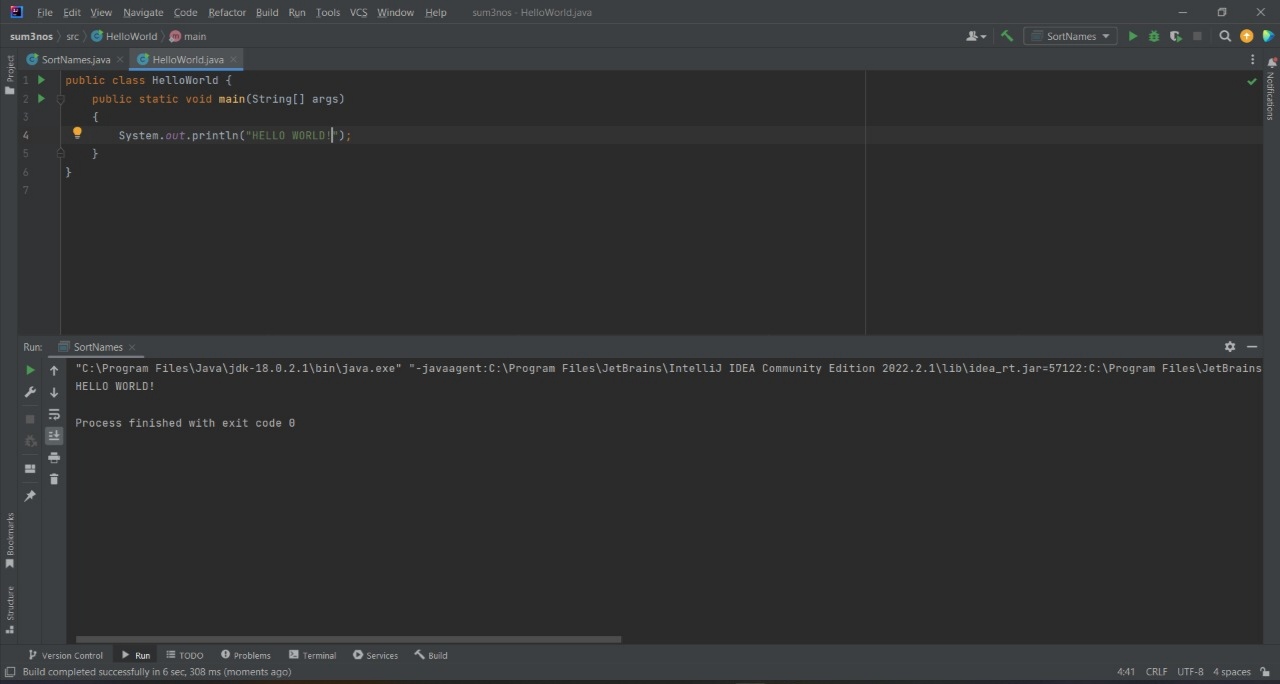 File Edit View Navigate Code Refactor Build Run Tools VCS Window Help sum3nos - HelloWorld.java
sum3nos src HelloWorld main SortNames
SortNames.java HelloWorld.java
1 public class HelloWorld {
2 public static void main(String[] args)
3 {
4 System.out.println("HELLO WORLD!");
5 }
6 }
7
Project
Notifications
Run: SortNames
"C:\Program Files\Java\jdk-18.0.2.1\bin\java.exe" "-javaagent:C:\Program Files\JetBrains\IntelliJ IDEA Community Edition 2022.2.1\lib\idea_rt.jar=57122:C:\Program Files\JetBrains
HELLO WORLD!
Process finished with exit code 0
Bookmarks
Structure
Version Control Run TODO Problems Terminal Services Build
Build completed successfully in 6 sec, 308 ms (moments ago) 4:41 CRLF UTF-8 4 spaces